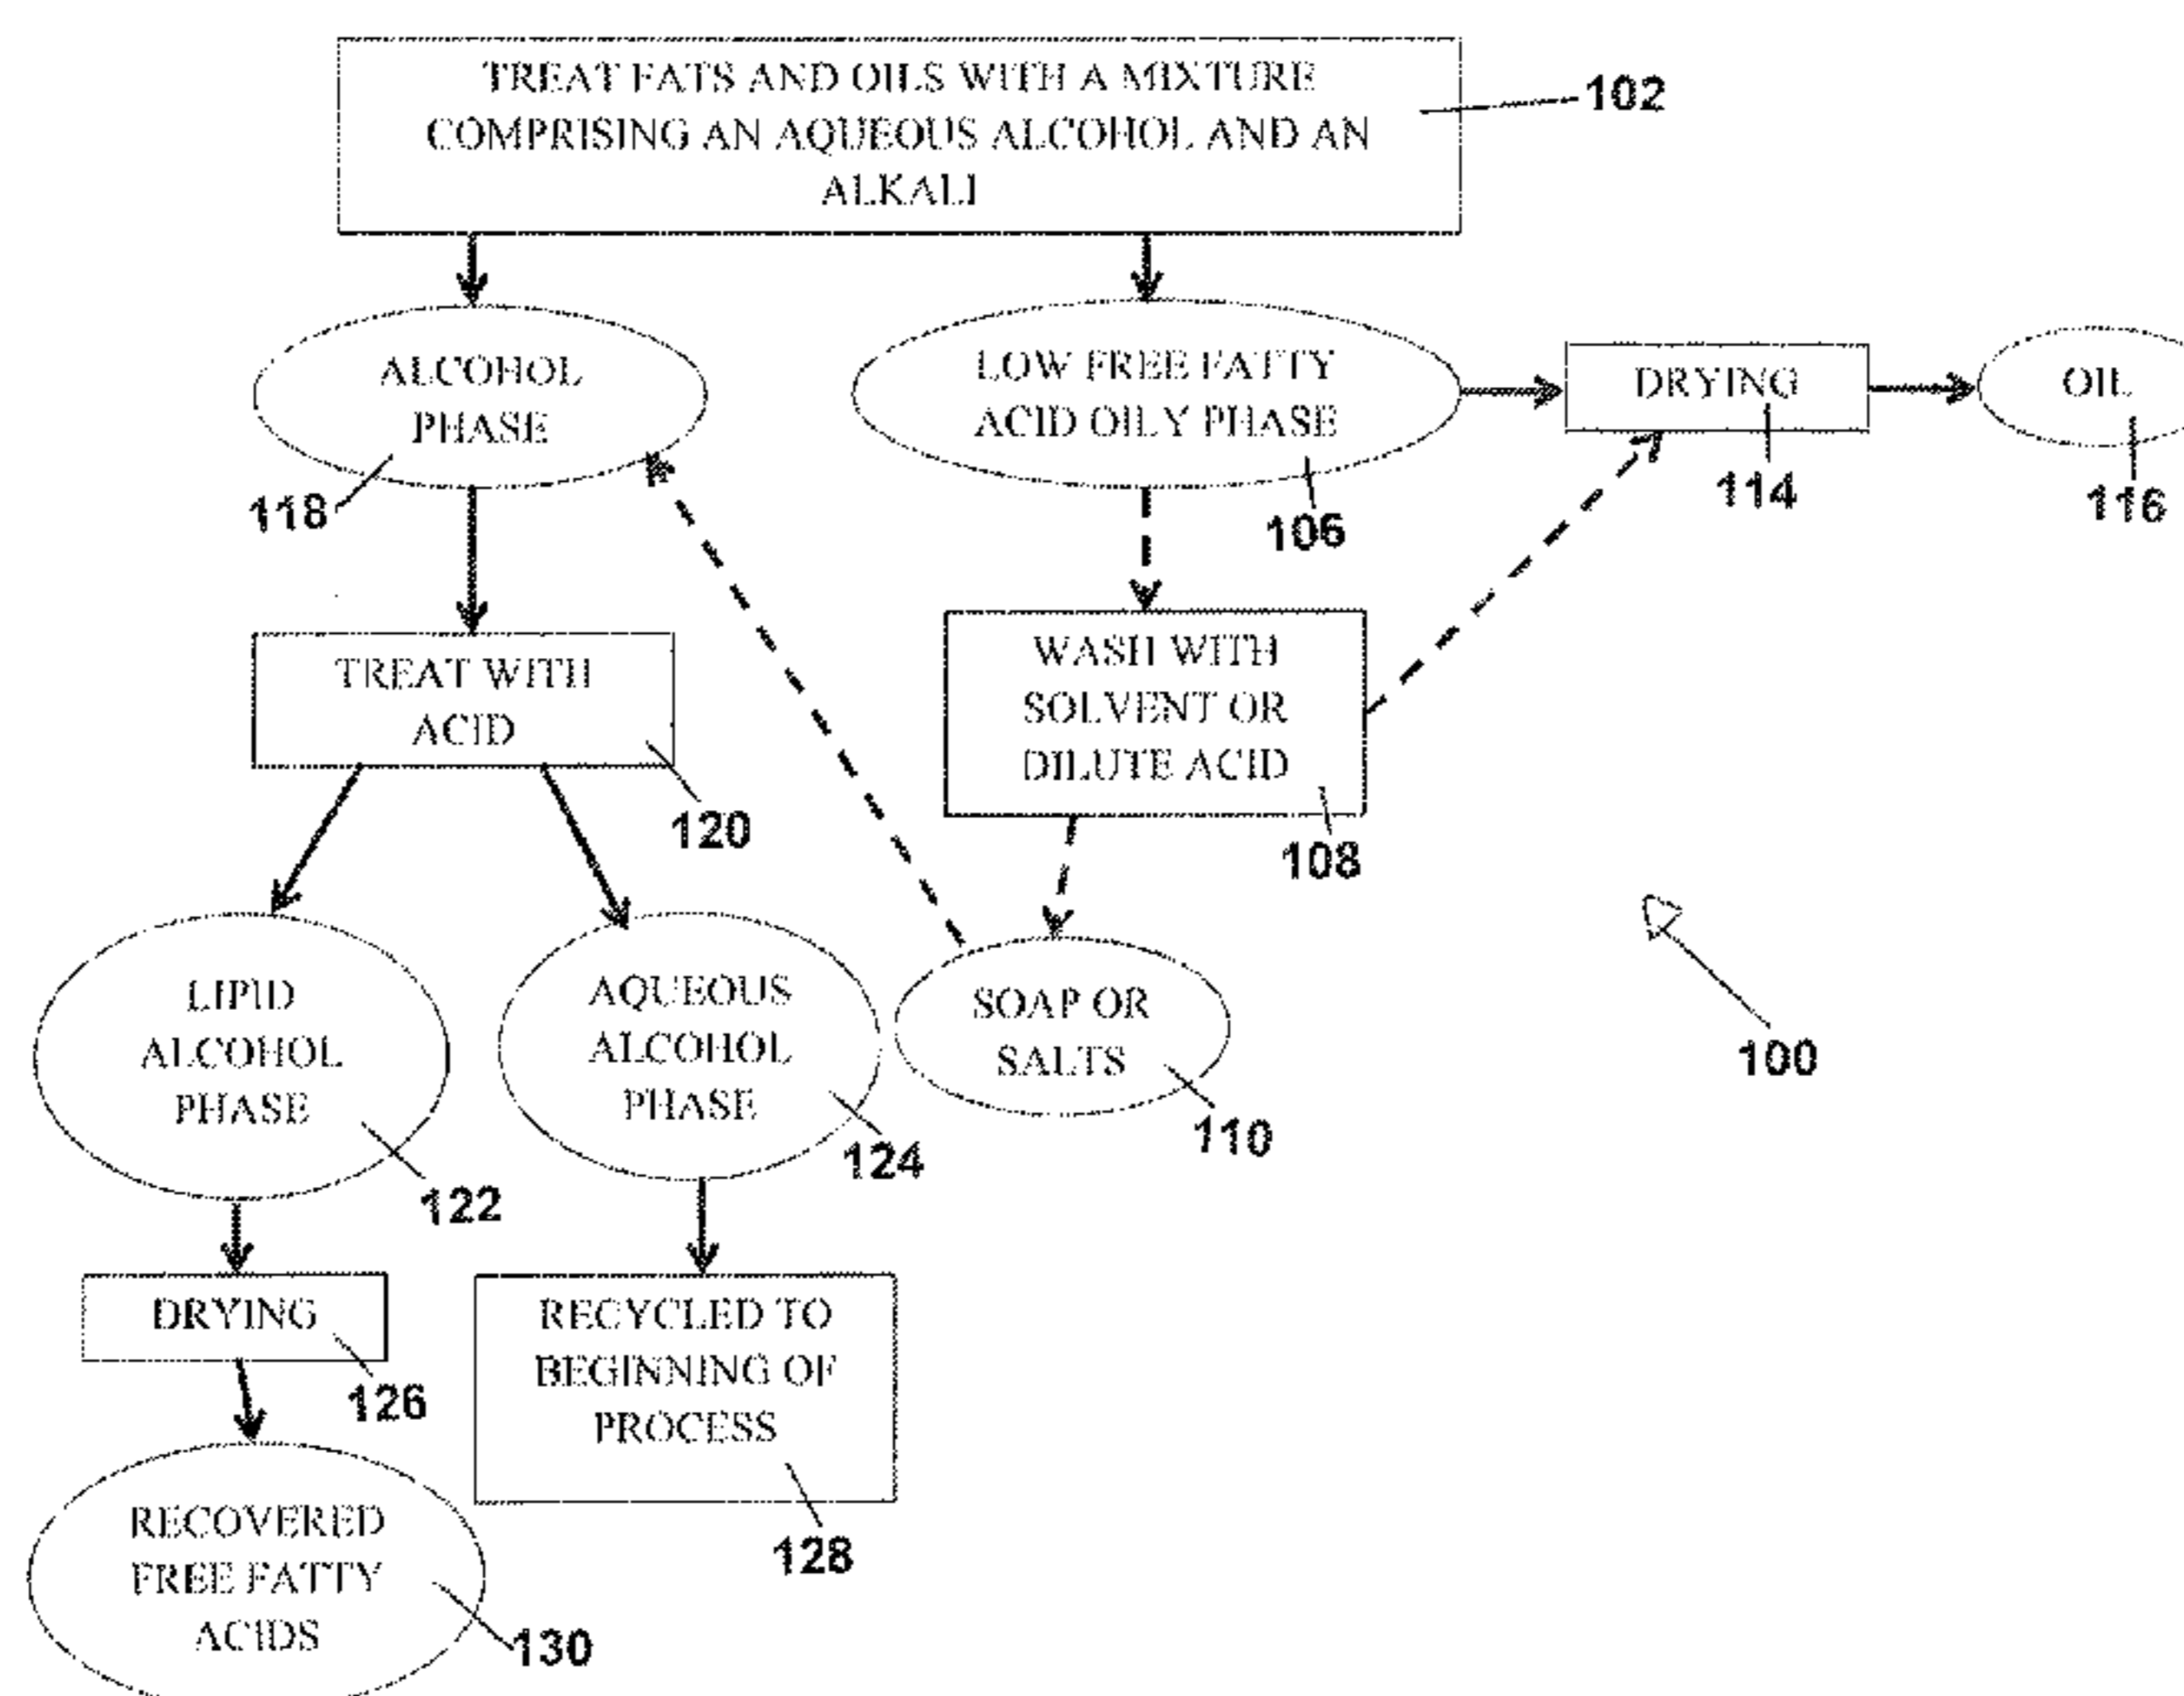 TREAT FATS AND OILS WITH A MIXTURE
COMPRISING AN AQUEOUS ALCOHOL AND AN
ALKALI
102
ALCOHOL
PHASE
118
LOW FREE FATTY
ACID OILY PHASE
106
DRYING
114
OIL
116
TREAT WITH
ACID
120
WASH WITH
SOLVENT OR
DILUTE ACID
108
LIPID
ALCOHOL
PHASE
122
AQUEOUS
ALCOHOL
PHASE
124
SOAP OR
SALTS
110
100
DRYING
126
RECYCLED TO
BEGINNING OF
PROCESS
128
RECOVERED
FREE FATTY
ACIDS
130